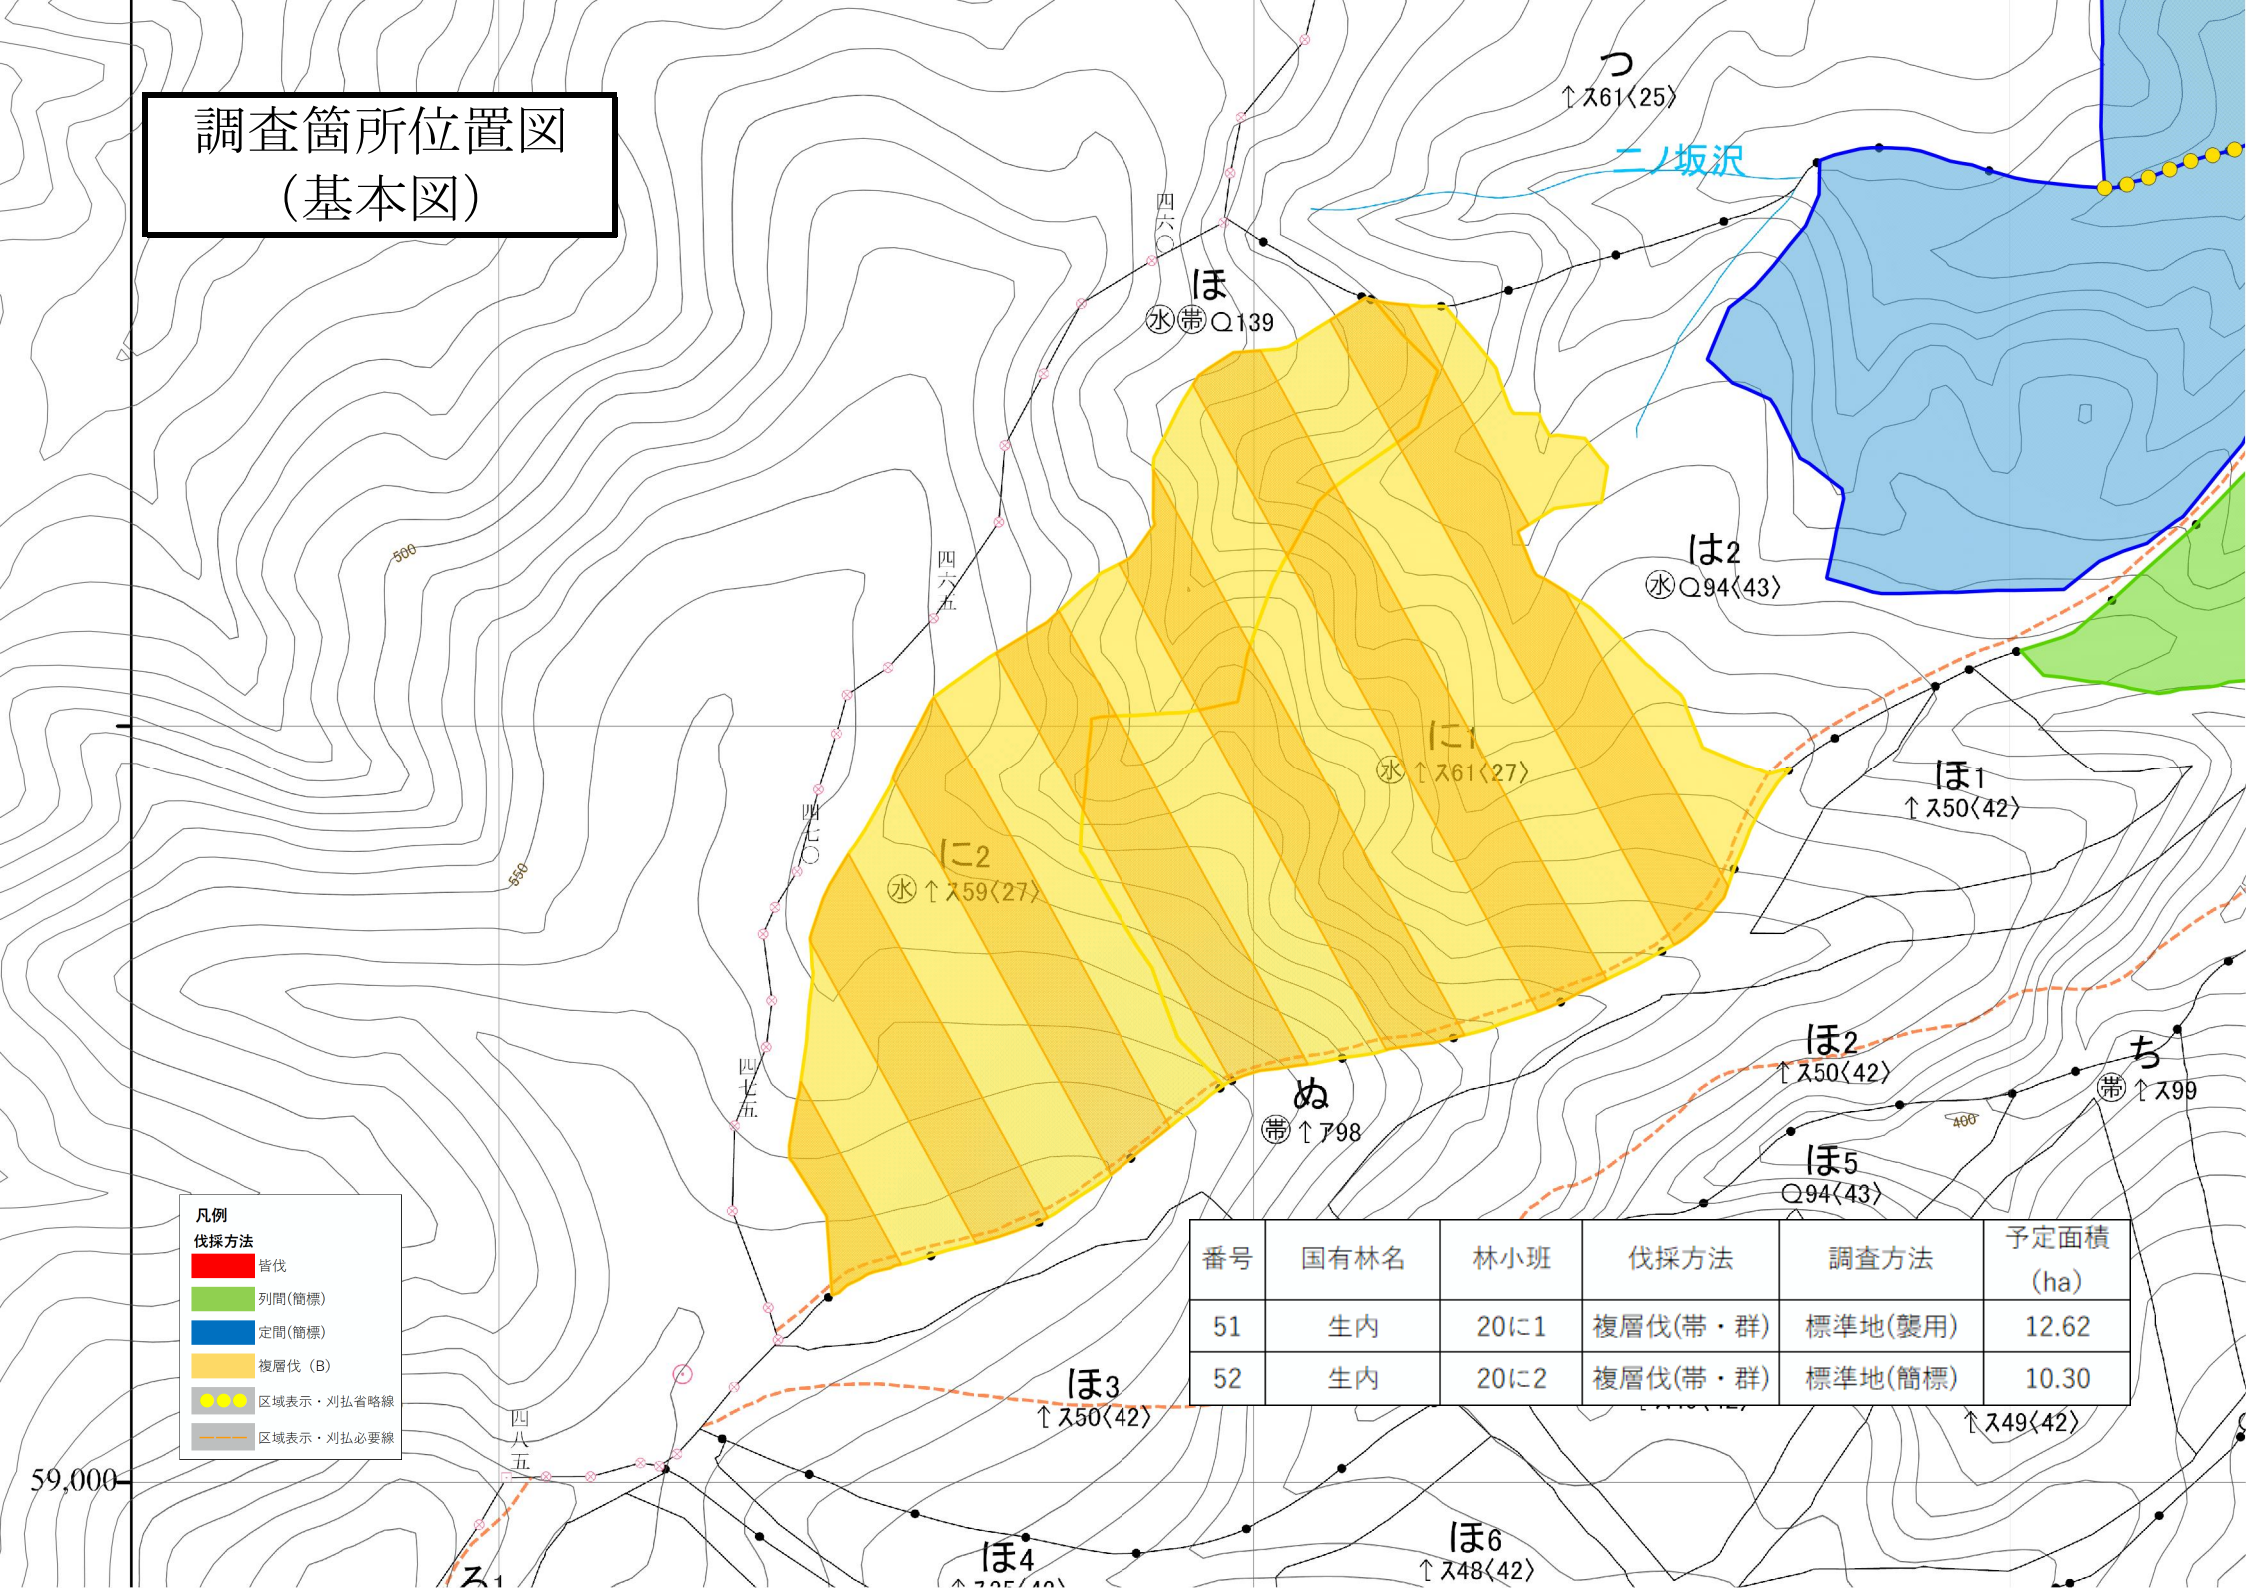 調査箇所位置図
（基本図）
つ
↑ス61〈25〉
二ノ坂沢
四六〇
ほ
水 帯 Q139
500
四六五
は2
水 Q94〈43〉
に1
水 ↑ス61〈27〉
ほ1
↑ス50〈42〉
四七〇
に2
水 ↑ス59〈27〉
550
ほ2
↑ス50〈42〉
ち
帯 ↑ス99
四七五
ぬ
帯 ↑ア98
400
ほ5
Q94〈43〉
凡例
伐採方法
皆伐
列間(簡標)
定間(簡標)
複層伐（B）
区域表示・刈払省略線
区域表示・刈払必要線
番号 国有林名 林小班 伐採方法 調査方法 予定面積（ha）
51 生内 20に1 複層伐(帯・群) 標準地(襲用) 12.62
52 生内 20に2 複層伐(帯・群) 標準地(簡標) 10.30
ほ3
↑ス50〈42〉
↑ス49〈42〉
四八五
59,000
ほ4
ほ6
↑ス48〈42〉
ろ1